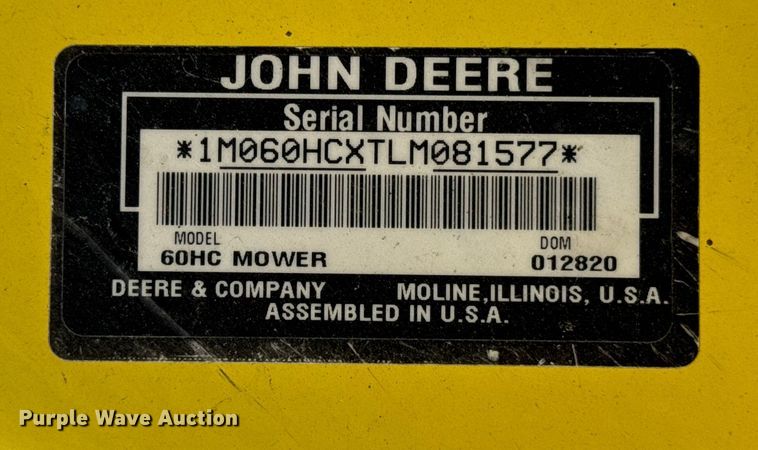 JOHN DEERE
Serial Number
*1M060HCXTLM081577*
MODEL DOM
60HC MOWER 012820
DEERE & COMPANY MOLINE,ILLINOIS, U.S.A.
ASSEMBLED IN U.S.A.
Purple Wave Auction